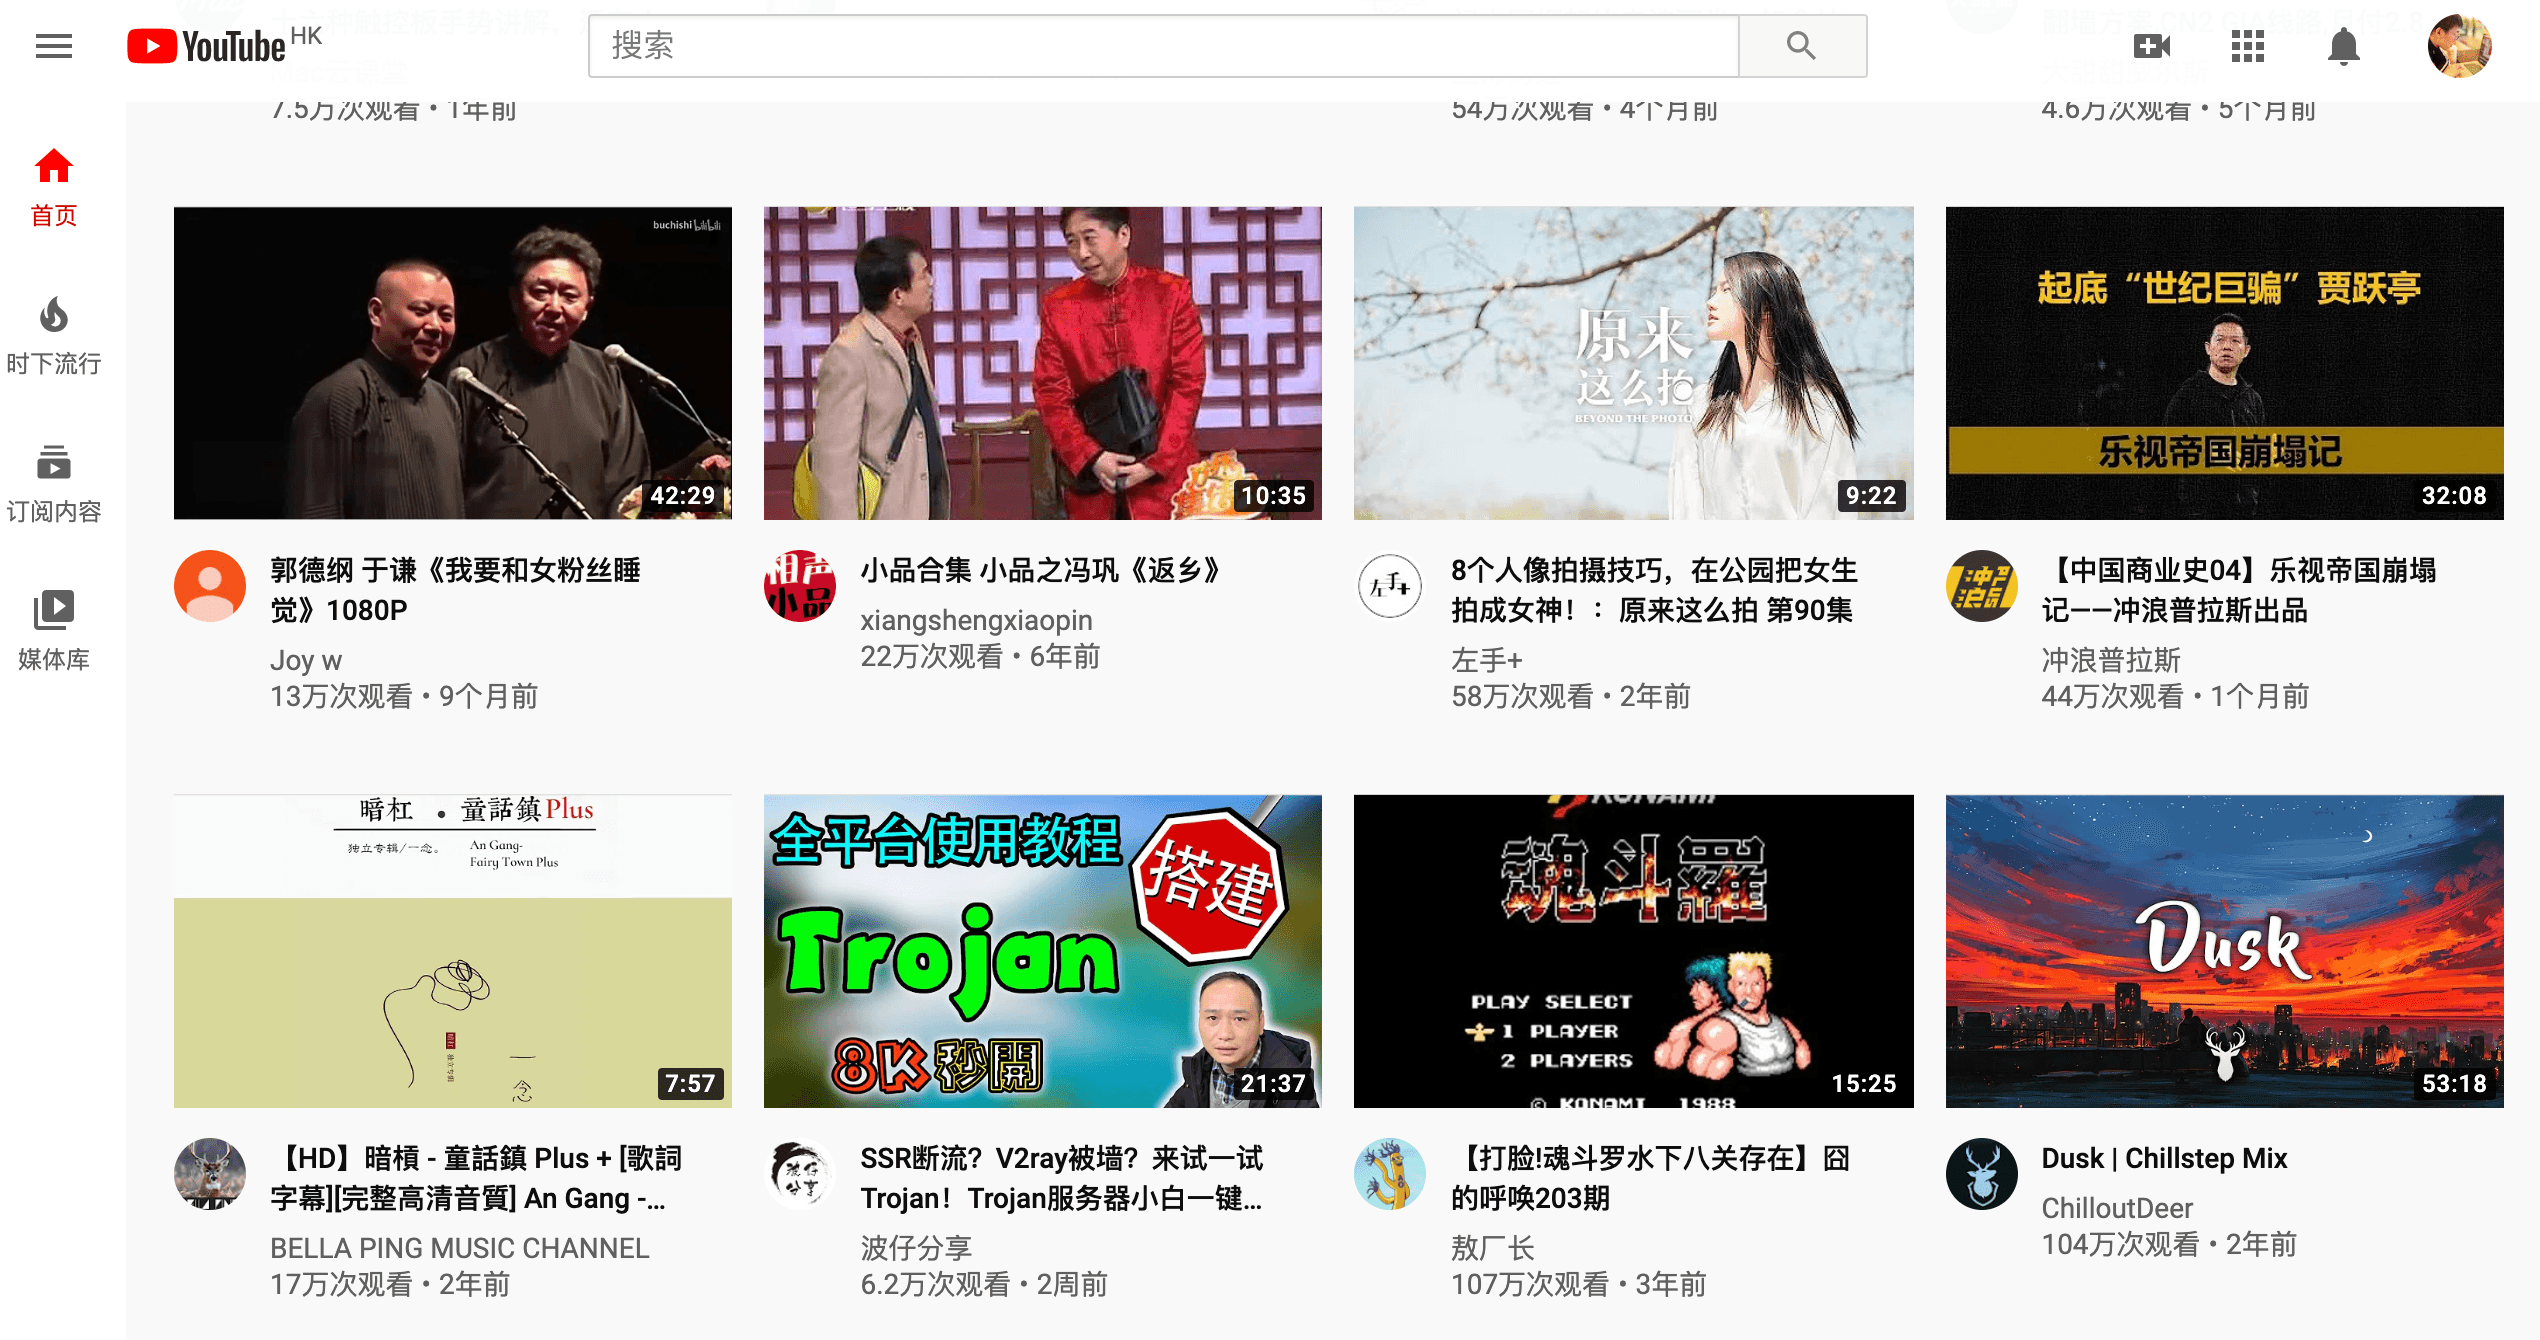 YouTube HK
搜索
7.5万次观看 • 1年前
54万次观看 • 4个月前
4.6万次观看 • 5个月前
首页
时下流行
订阅内容
媒体库
buchishi bilibili
42:29
10:35
原来
这么拍
BEYOND THE PHOTO
9:22
起底“世纪巨骗”贾跃亭
乐视帝国崩塌记
32:08
郭德纲 于谦《我要和女粉丝睡
觉》1080P
Joy w
13万次观看 • 9个月前
相声
小品
小品合集 小品之冯巩《返乡》
xiangshengxiaopin
22万次观看 • 6年前
左手+
8个人像拍摄技巧，在公园把女生
拍成女神！：原来这么拍 第90集
左手+
58万次观看 • 2年前
冲浪
【中国商业史04】乐视帝国崩塌
记——冲浪普拉斯出品
冲浪普拉斯
44万次观看 • 1个月前
暗杠 • 童話鎮Plus
独立专辑/一念。
An Gang-
Fairy Town Plus
一念
7:57
全平台使用教程
搭建
Trojan
8K秒開
21:37
KONAMI
魂斗羅
PLAY SELECT
1 PLAYER
2 PLAYERS
© KONAMI 1988
15:25
Dusk
53:18
【HD】暗槓 - 童話鎮 Plus + [歌詞
字幕][完整高清音質] An Gang -...
BELLA PING MUSIC CHANNEL
17万次观看 • 2年前
波仔
分享
SSR断流？V2ray被墙？来试一试
Trojan！Trojan服务器小白一键...
波仔分享
6.2万次观看 • 2周前
【打脸!魂斗罗水下八关存在】囧
的呼唤203期
敖厂长
107万次观看 • 3年前
Dusk | Chillstep Mix
ChilloutDeer
104万次观看 • 2年前